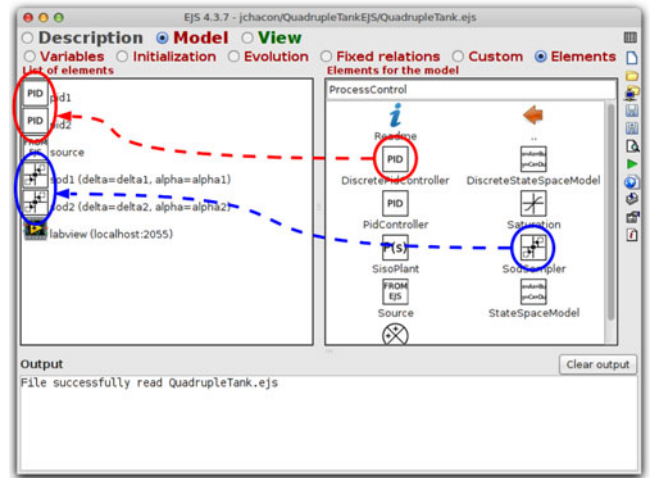 EJS 4.3.7 - jchacon/QuadrupleTankEJS/QuadrupleTank.ejs
Description Model View
Variables Initialization Evolution Fixed relations Custom Elements
List of elements
Elements for the model
PID pid1
PID pid2
FROM EJS source
sod1 (delta=delta1, alpha=alpha1)
sod2 (delta=delta2, alpha=alpha2)
labview (localhost:2055)
ProcessControl
Readme
..
PID
DiscretePidController
DiscreteStateSpaceModel
PID
PidController
Saturation
P(s)
SisoPlant
SodSampler
FROM EJS
Source
StateSpaceModel
Output
Clear output
File successfully read QuadrupleTank.ejs